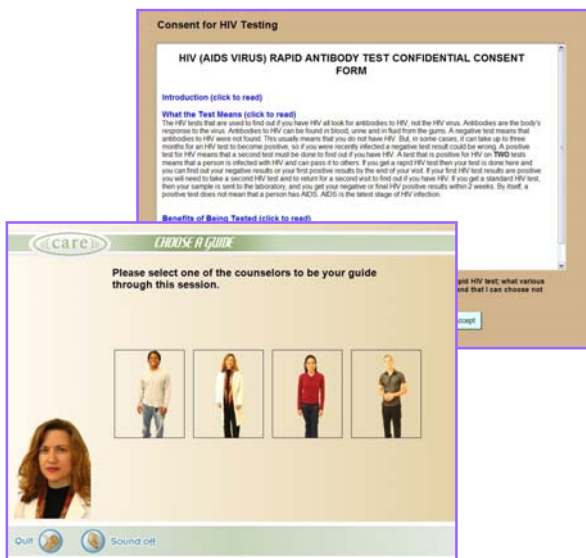 Consent for HIV Testing
HIV (AIDS VIRUS) RAPID ANTIBODY TEST CONFIDENTIAL CONSENT
FORM
Introduction (click to read)
What the Test Means (click to read)
The HIV tests that are used to find out if you have HIV all look for antibodies to HIV, not the HIV virus. Antibodies are the body's
response to the virus. Antibodies to HIV can be found in blood, urine and in fluid from the gums. A negative test means that
antibodies to HIV were not found. This usually means that you do not have HIV. But, in some cases, it can take up to three
months for an HIV test to become positive, so if you were recently infected a negative test result could be wrong. A positive
test for HIV means that a second test must be done to find out if you have HIV. A test that is positive for HIV on TWO tests
means that a person is infected with HIV and can pass it to others. If you get a rapid HIV test then your test is done here and
you can find out your negative results or your first positive results by the end of your visit. If your first HIV test results are positive
you will need to take a second HIV test and to return for a second visit to find out if you have HIV. If you get a standard HIV test,
then your sample is sent to the laboratory, and you get your negative or final HIV positive results within 2 weeks. By itself, a
positive test does not mean that a person has AIDS. AIDS is the latest stage of HIV infection.
Benefits of Being Tested (click to read)
pid HIV test; what various
nd that I can choose not
ccept
care
CHOOSE A GUIDE
Please select one of the counselors to be your guide
through this session.
Quit
Sound off